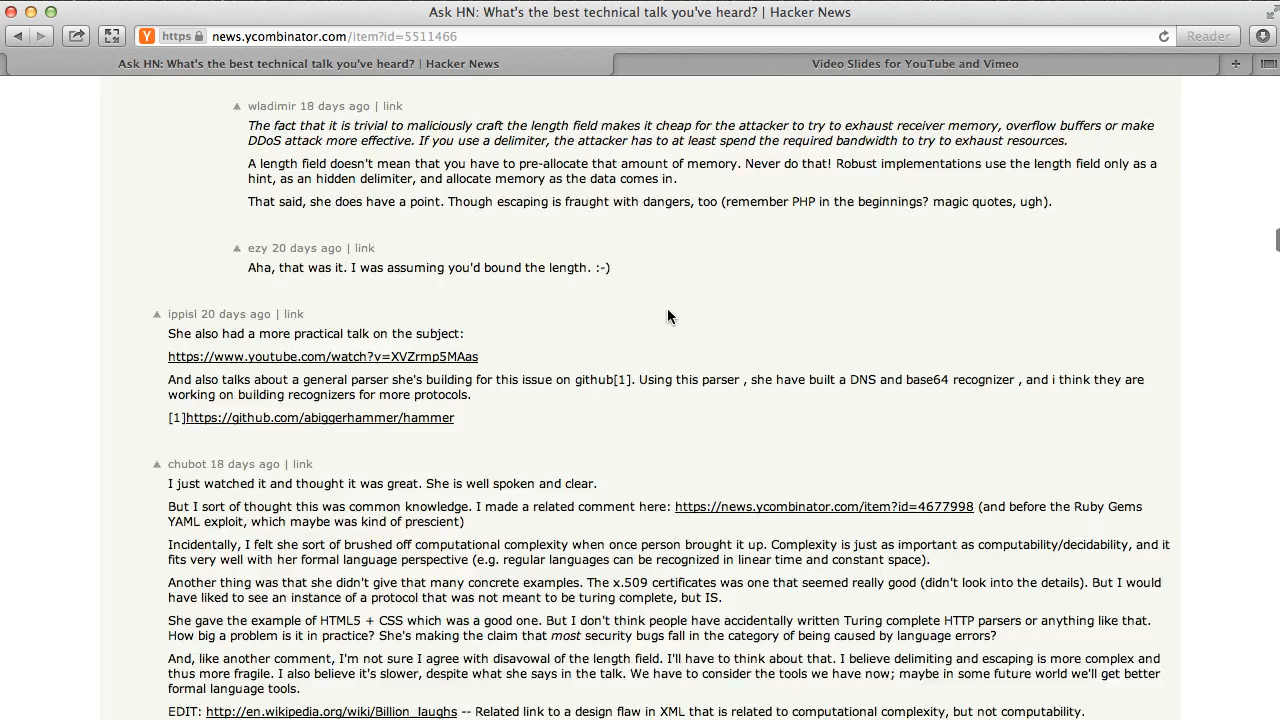 Ask HN: What's the best technical talk you've heard? | Hacker News
https news.ycombinator.com/item?id=5511466 Reader
Ask HN: What's the best technical talk you've heard? | Hacker News Video Slides for YouTube and Vimeo +
wladimir 18 days ago | link
The fact that it is trivial to maliciously craft the length field makes it cheap for the attacker to try to exhaust receiver memory, overflow buffers or make
DDoS attack more effective. If you use a delimiter, the attacker has to at least spend the required bandwidth to try to exhaust resources.
A length field doesn't mean that you have to pre-allocate that amount of memory. Never do that! Robust implementations use the length field only as a
hint, as an hidden delimiter, and allocate memory as the data comes in.
That said, she does have a point. Though escaping is fraught with dangers, too (remember PHP in the beginnings? magic quotes, ugh).
ezy 20 days ago | link
Aha, that was it. I was assuming you'd bound the length. :-)
ippisl 20 days ago | link
She also had a more practical talk on the subject:
https://www.youtube.com/watch?v=XVZrmp5MAas
And also talks about a general parser she's building for this issue on github[1]. Using this parser , she have built a DNS and base64 recognizer , and i think they are
working on building recognizers for more protocols.
[1]https://github.com/abiggerhammer/hammer
chubot 18 days ago | link
I just watched it and thought it was great. She is well spoken and clear.
But I sort of thought this was common knowledge. I made a related comment here: https://news.ycombinator.com/item?id=4677998 (and before the Ruby Gems
YAML exploit, which maybe was kind of prescient)
Incidentally, I felt she sort of brushed off computational complexity when once person brought it up. Complexity is just as important as computability/decidability, and it
fits very well with her formal language perspective (e.g. regular languages can be recognized in linear time and constant space).
Another thing was that she didn't give that many concrete examples. The x.509 certificates was one that seemed really good (didn't look into the details). But I would
have liked to see an instance of a protocol that was not meant to be turing complete, but IS.
She gave the example of HTML5 + CSS which was a good one. But I don't think people have accidentally written Turing complete HTTP parsers or anything like that.
How big a problem is it in practice? She's making the claim that most security bugs fall in the category of being caused by language errors?
And, like another comment, I'm not sure I agree with disavowal of the length field. I'll have to think about that. I believe delimiting and escaping is more complex and
thus more fragile. I also believe it's slower, despite what she says in the talk. We have to consider the tools we have now; maybe in some future world we'll get better
formal language tools.
EDIT: http://en.wikipedia.org/wiki/Billion_laughs -- Related link to a design flaw in XML that is related to computational complexity, but not computability.